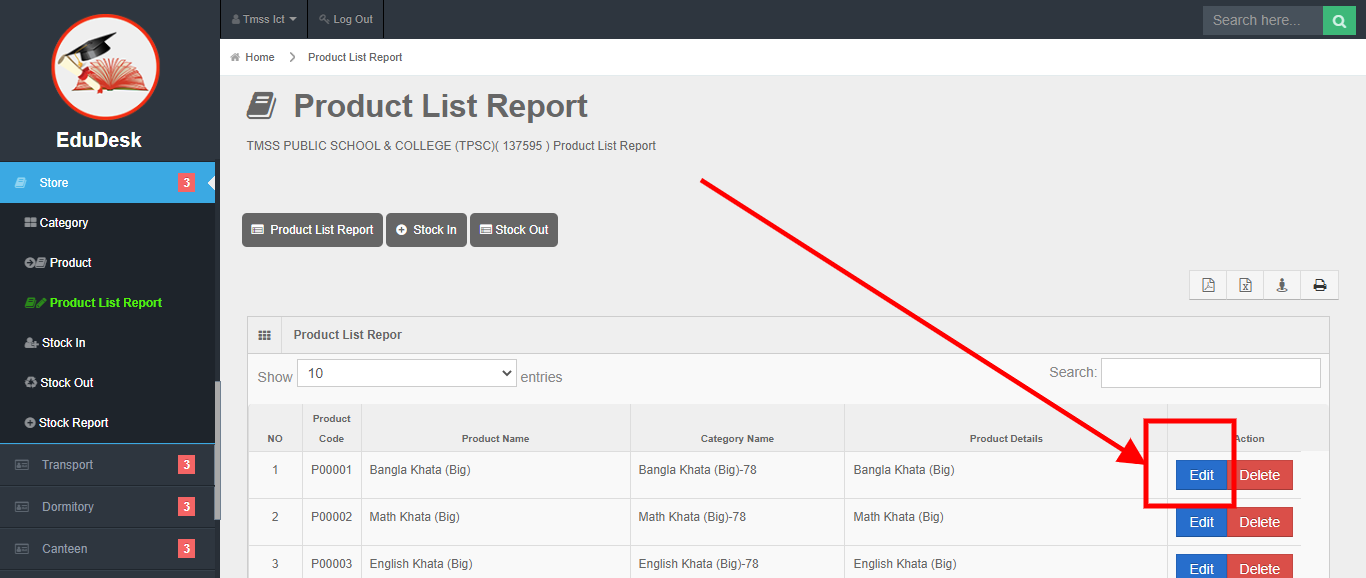 Tmss Ict
Log Out
Search here...
EduDesk
Home
Product List Report
Product List Report
TMSS PUBLIC SCHOOL & COLLEGE (TPSC)( 137595 ) Product List Report
Store 3
Category
Product
Product List Report
Stock In
Stock Out
Stock Report
Transport 3
Dormitory 3
Canteen 3
Product List Report
Stock In
Stock Out
Product List Repor
Show 10 entries
Search:
NO Product Code Product Name Category Name Product Details Action
1 P00001 Bangla Khata (Big) Bangla Khata (Big)-78 Bangla Khata (Big) Edit Delete
2 P00002 Math Khata (Big) Math Khata (Big)-78 Math Khata (Big) Edit Delete
3 P00003 English Khata (Big) English Khata (Big)-78 English Khata (Big) Edit Delete